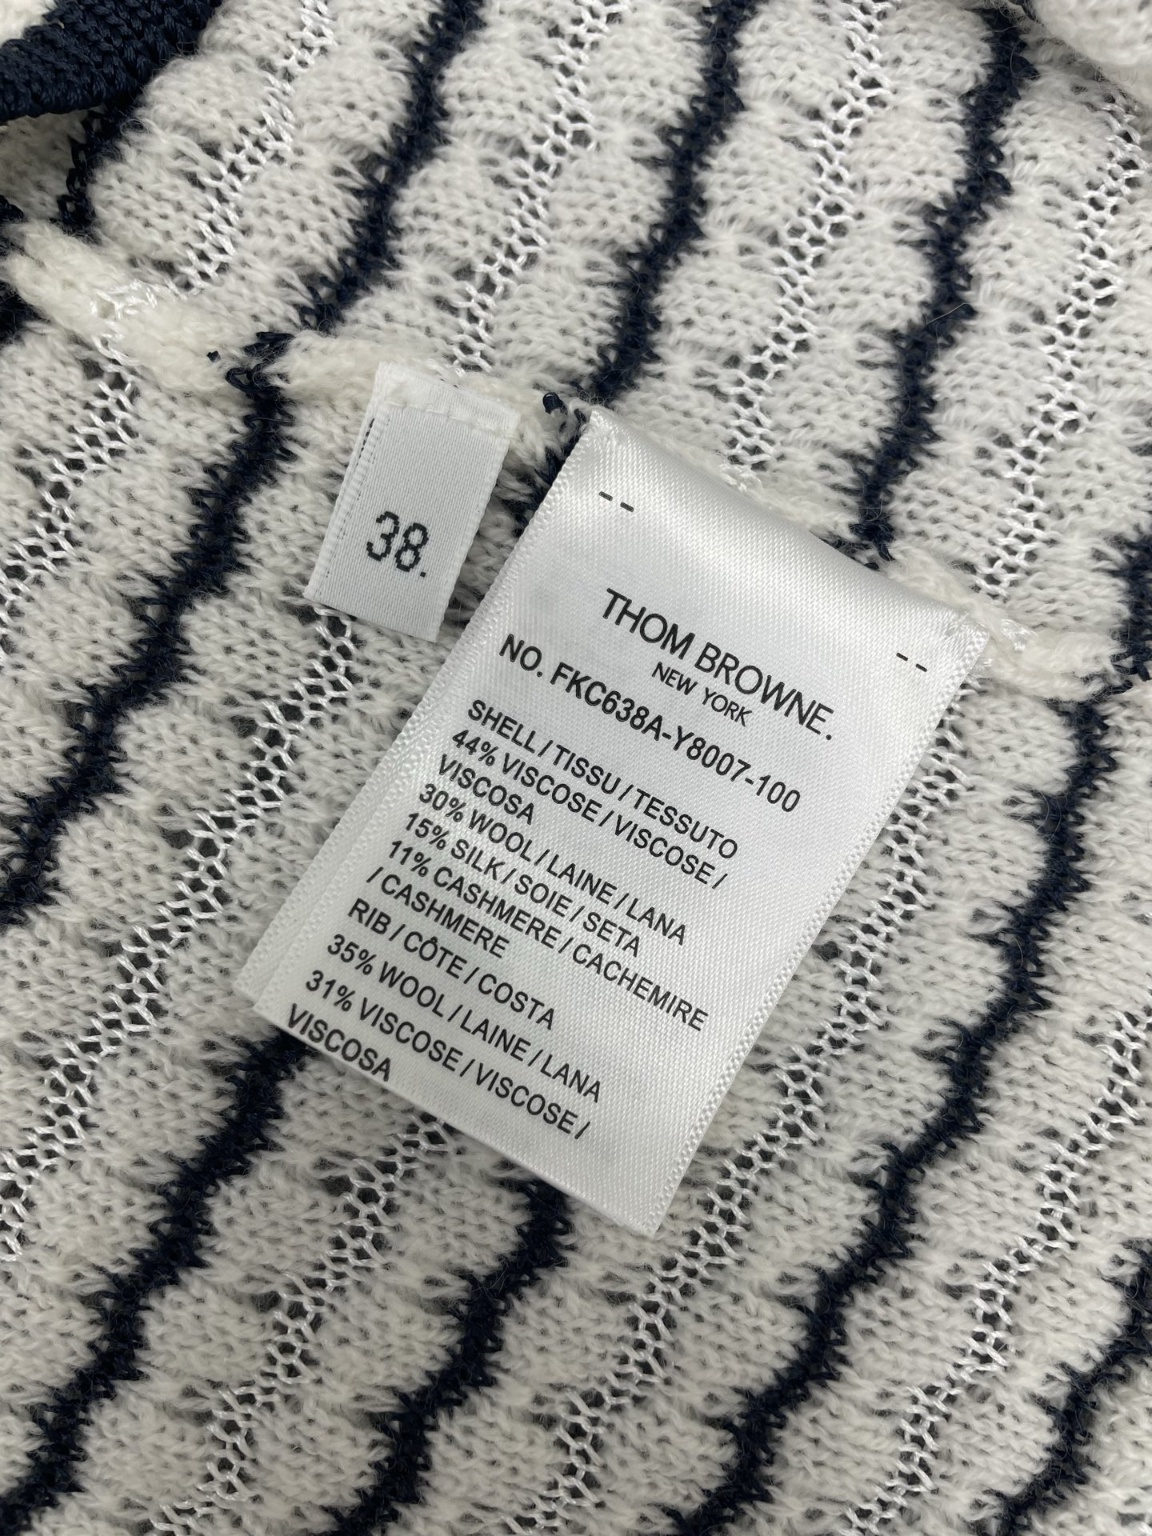 38.
-- --
THOM BROWNE.
NEW YORK
NO. FKC638A-Y8007-100
SHELL / TISSU / TESSUTO
44% VISCOSE / VISCOSE /
VISCOSA
30% WOOL / LAINE / LANA
15% SILK / SOIE / SETA
11% CASHMERE / CACHEMIRE
/ CASHMERE
RIB / CÔTE / COSTA
35% WOOL / LAINE / LANA
31% VISCOSE / VISCOSE /
VISCOSA